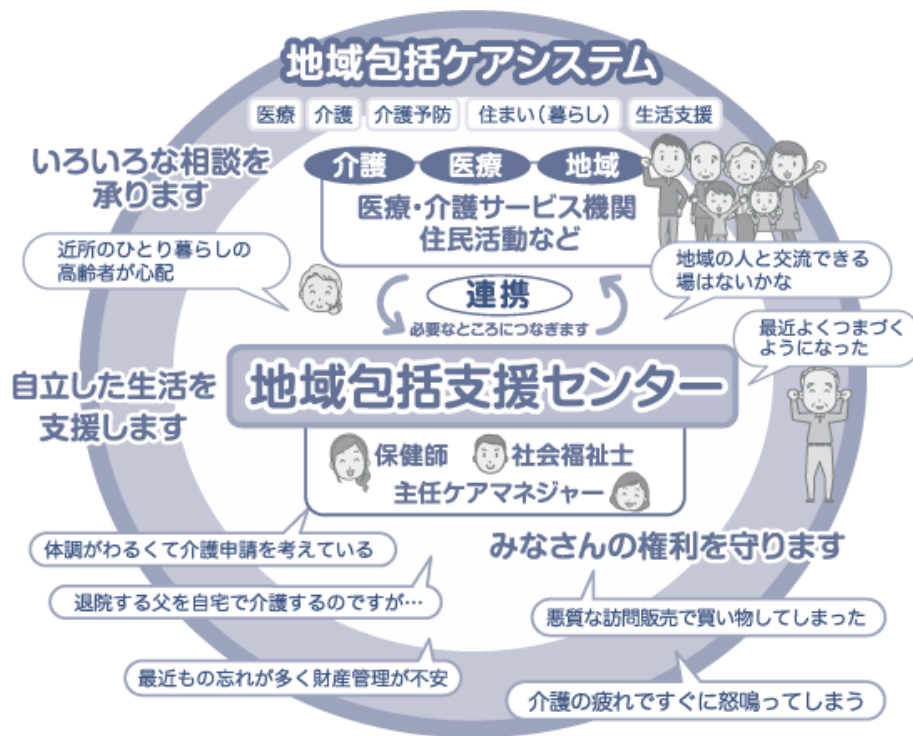 地域包括ケアシステム
医療 介護 介護予防 住まい（暮らし） 生活支援
いろいろな相談を
承ります
介護 医療 地域
医療・介護サービス機関
住民活動など
近所のひとり暮らしの
高齢者が心配
地域の人と交流できる
場はないかな
連携
必要なところにつなぎます
最近よくつまづく
ようになった
自立した生活を
支援します
地域包括支援センター
保健師 社会福祉士
主任ケアマネジャー
体調がわるくて介護申請を考えている
みなさんの権利を守ります
退院する父を自宅で介護するのですが…
悪質な訪問販売で買い物してしまった
最近もの忘れが多く財産管理が不安
介護の疲れですぐに怒鳴ってしまう